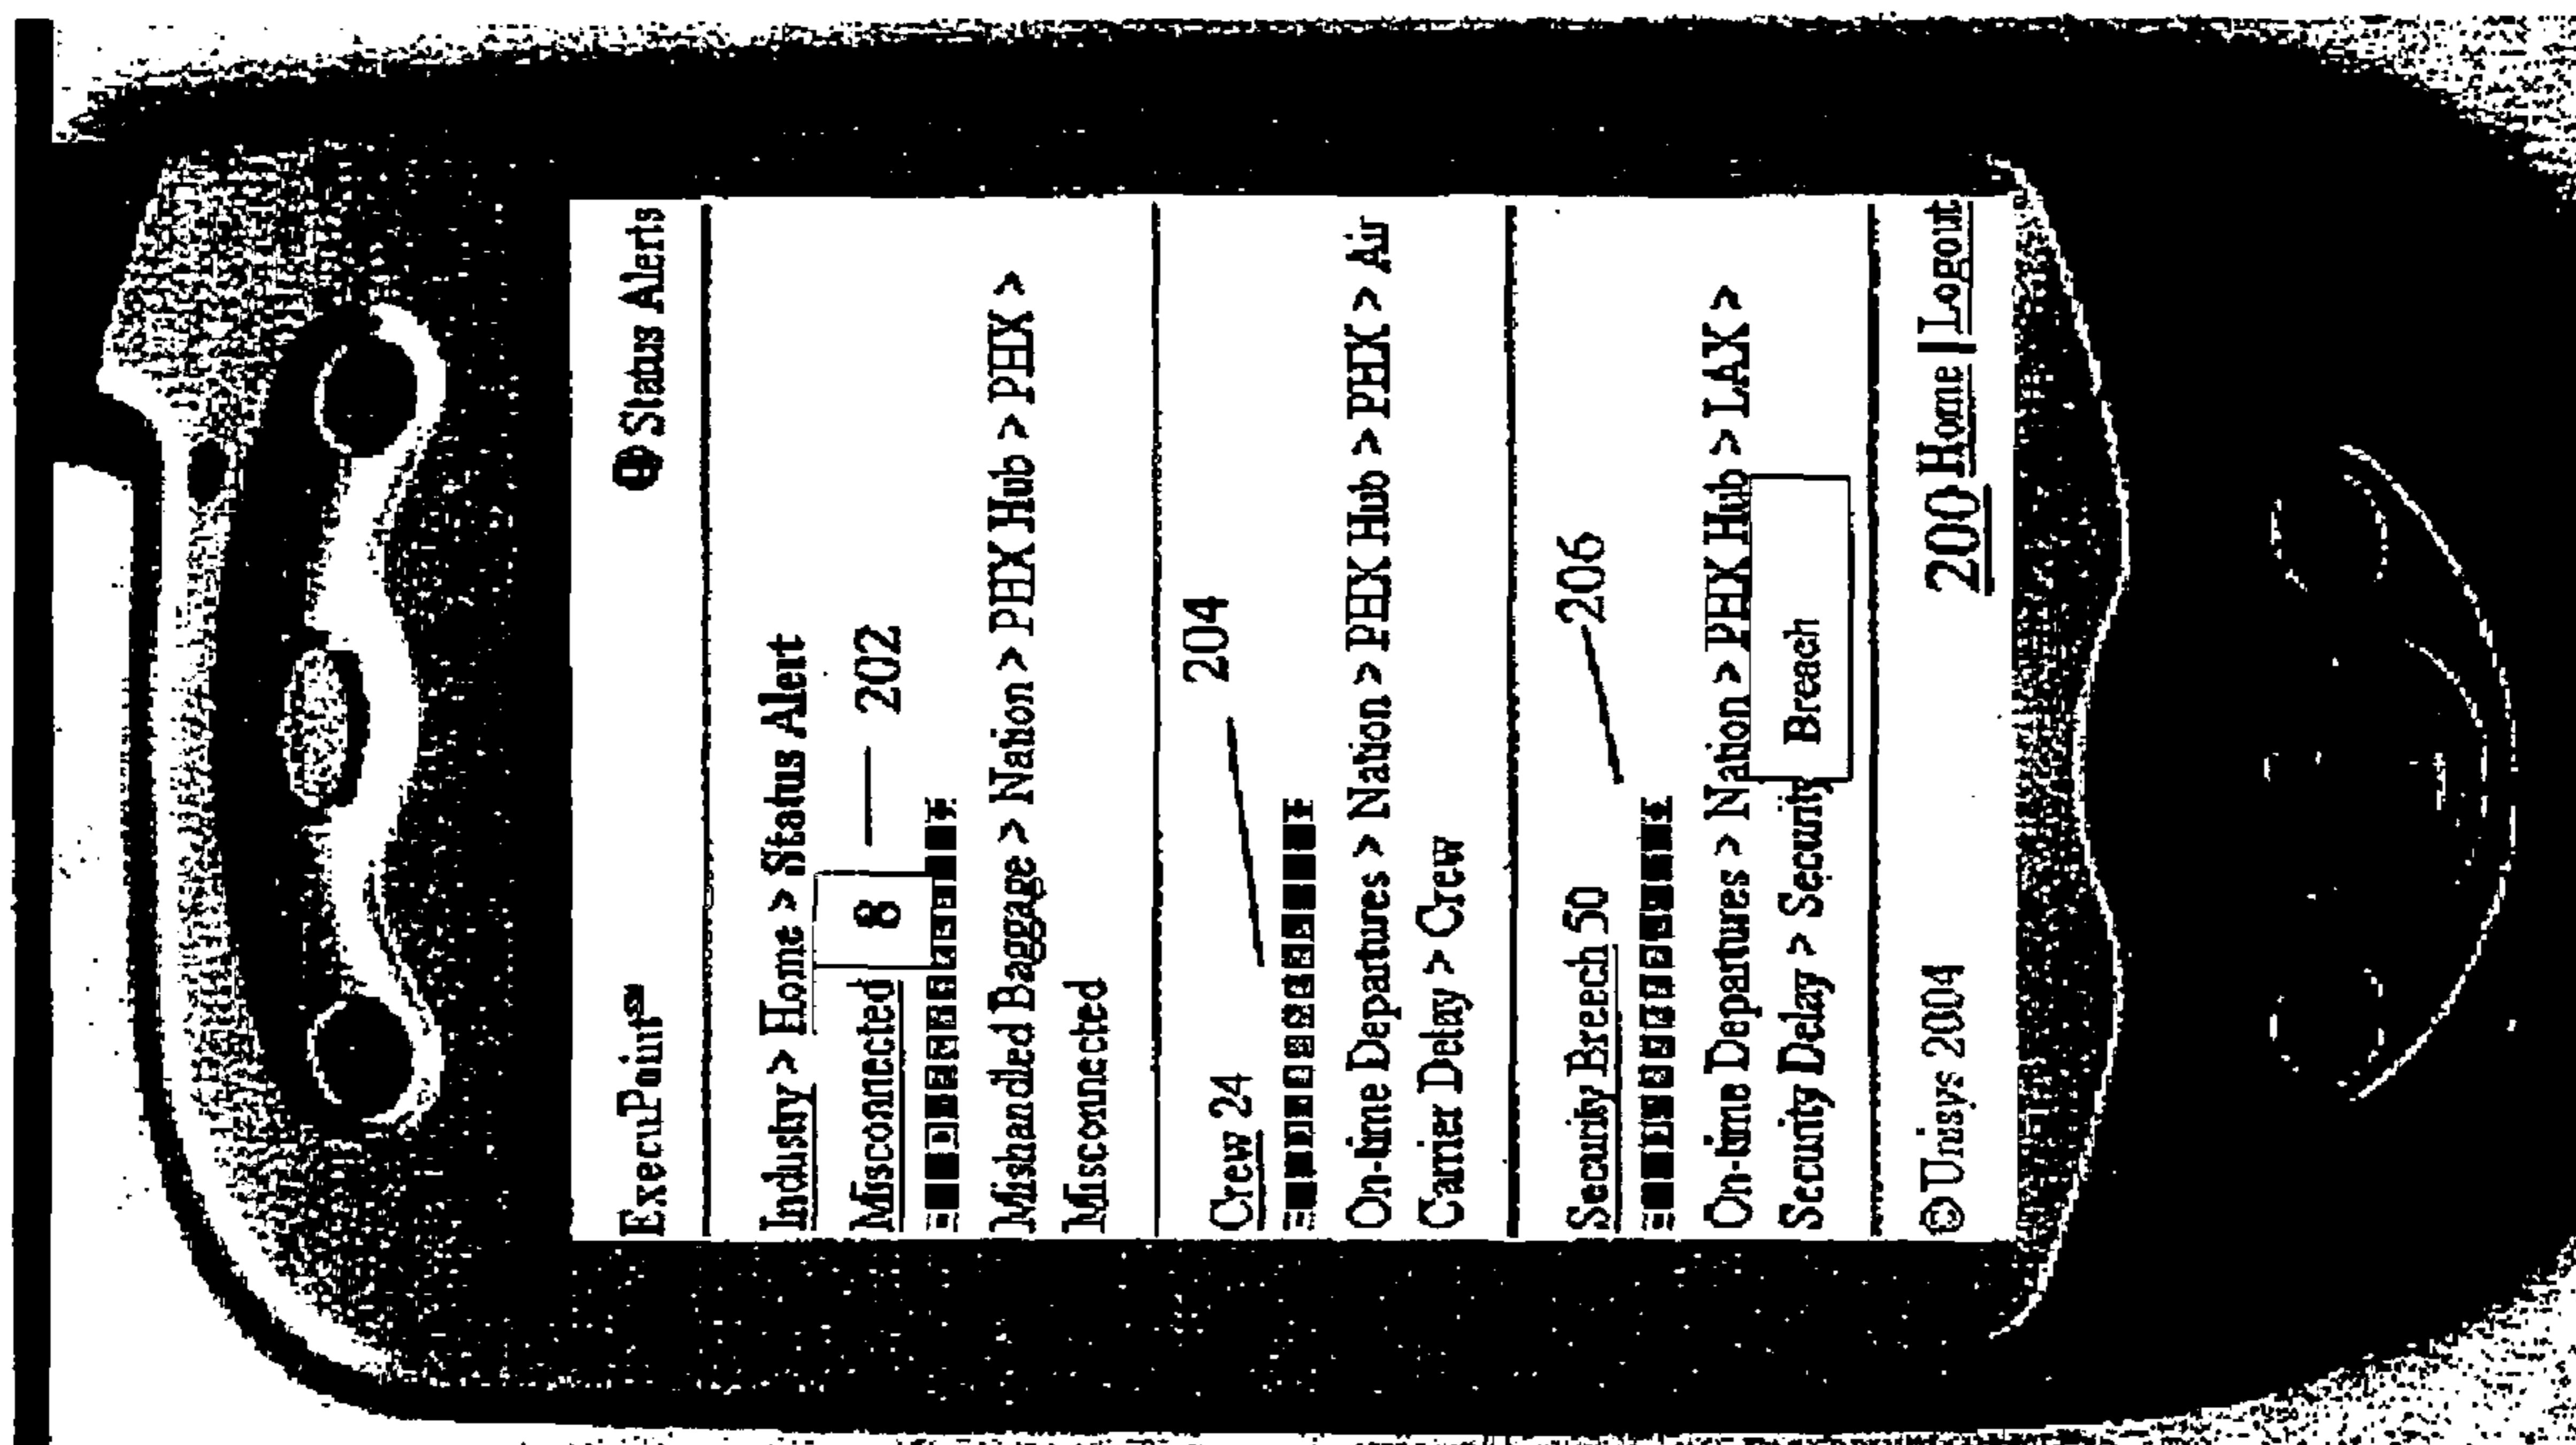 ExecuPoint℠ Status Alerts
Industry > Home > Status Alert
Misconnected 8 202
Mishandled Baggage > Nation > PHX Hub > PHX >
Misconnected
204
Crew 24
On-time Departures > Nation > PHX Hub > PHX > Air
Carrier Delay > Crew
206
Security Breech 50
On-time Departures > Nation > PHX Hub > LAX >
Security Delay > Security Breach
© Unisys 2004 200 Home | Logout